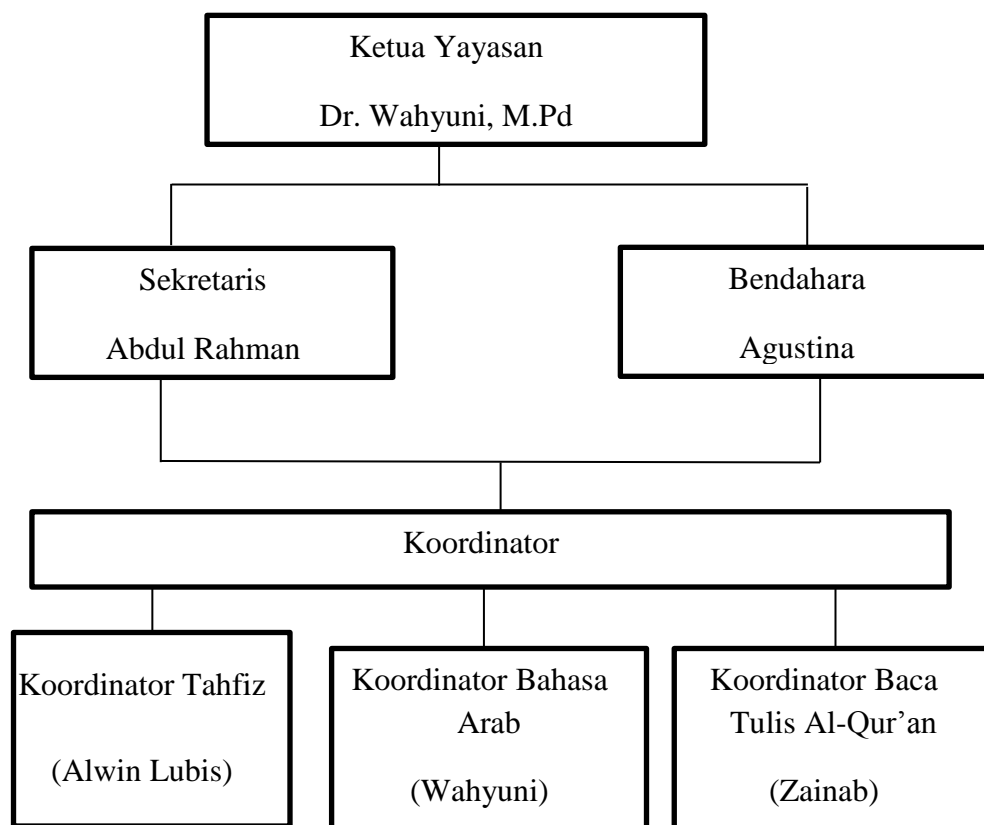 Ketua Yayasan
Dr. Wahyuni, M.Pd
Sekretaris
Abdul Rahman
Bendahara
Agustina
Koordinator
Koordinator Tahfiz
(Alwin Lubis)
Koordinator Bahasa
Arab
(Wahyuni)
Koordinator Baca
Tulis Al-Qur’an
(Zainab)